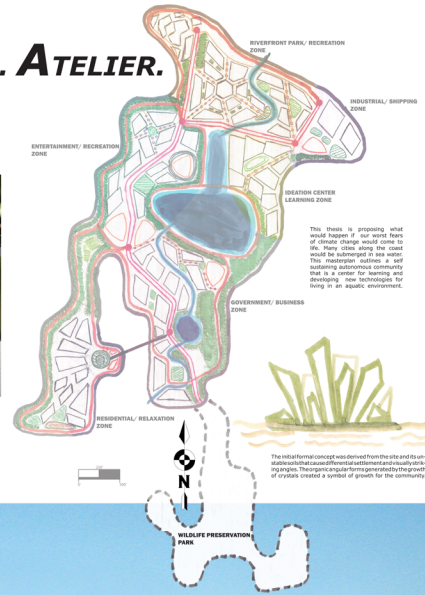 . ATELIER.
RIVERFRONT PARK/ RECREATION
ZONE
INDUSTRIAL/ SHIPPING
ZONE
ENTERTAINMENT/ RECREATION
ZONE
IDEATION CENTER
LEARNING ZONE
This thesis is proposing what
would happen if our worst fears
of climate change would come to
life. Many cities along the coast
would be submerged in sea water.
This masterplan outlines a self
sustaining autonomous community
that is a center for learning and
developing new technologies for
living in an aquatic environment.
GOVERNMENT/ BUSINESS
ZONE
RESIDENTIAL/ RELAXATION
ZONE
N
The initial formal concept was derived from the site and its un-
stable soils that caused differential settlement and visually strik-
ing angles. The organic angular forms generated by the growth
of crystals created a symbol of growth for the community.
WILDLIFE PRESERVATION
PARK